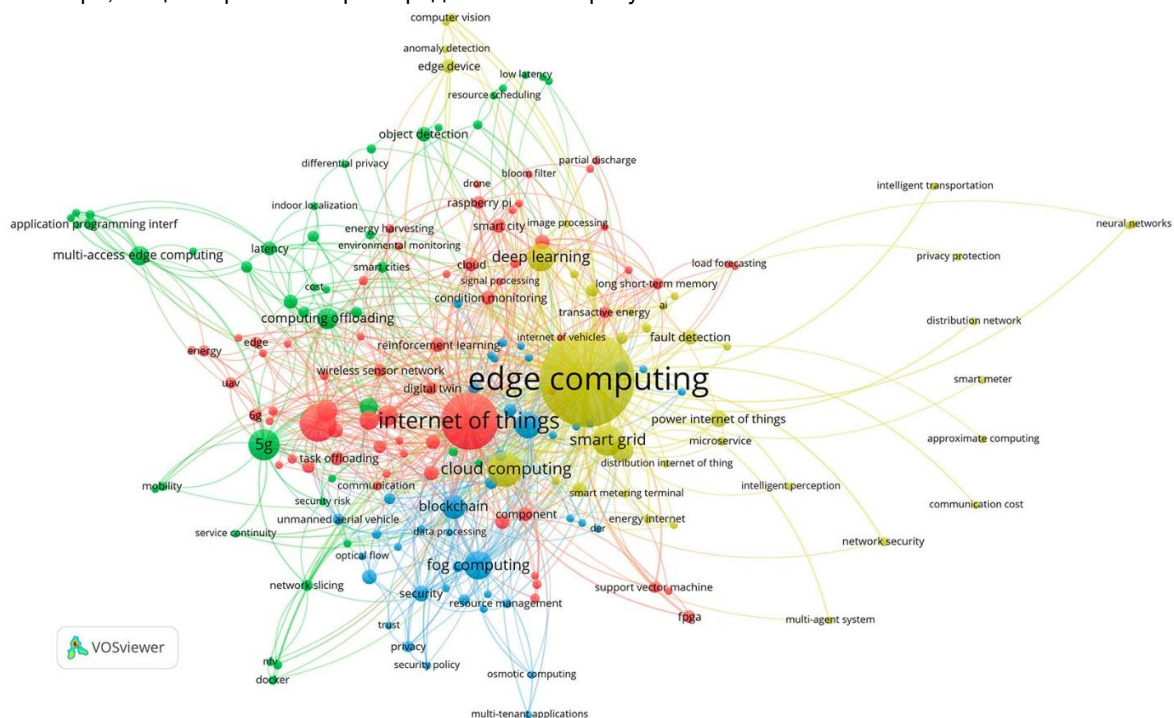 computer vision
anomaly detection
edge device
low latency
resource scheduling
object detection
partial discharge
differential privacy
bloom filter
drone
intelligent transportation
raspberry pi
indoor localization
application programming interf
energy harvesting
smart city
image processing
neural networks
environmental monitoring
latency
multi-access edge computing
deep learning
privacy protection
smart cities
cloud
load forecasting
signal processing
cost
long short-term memory
condition monitoring
ai
transactive energy
computing offloading
distribution network
internet of vehicles
fault detection
edge
reinforcement learning
energy
wireless sensor network
edge computing
smart meter
uav
digital twin
6g
internet of things
power internet of things
5g
smart grid
microservice
approximate computing
task offloading
cloud computing
distribution internet of thing
mobility
communication
intelligent perception
smart metering terminal
security risk
blockchain
communication cost
unmanned aerial vehicle
component
energy internet
service continuity
data processing
der
network security
optical flow
fog computing
network slicing
security
support vector machine
resource management
fpga
trust
multi-agent system
VOSviewer
privacy
nfv
security policy
osmotic computing
docker
multi-tenant applications